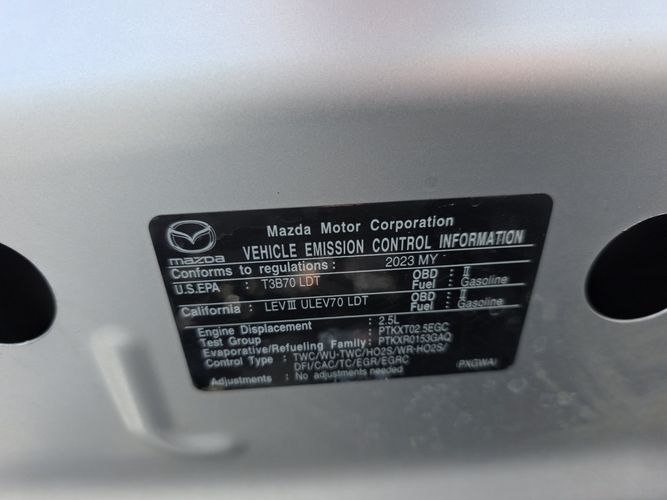 Mazda Motor Corporation
mazda VEHICLE EMISSION CONTROL INFORMATION
Conforms to regulations : 2023 MY
U.S.EPA : T3B70 LDT OBD : II
Fuel : Gasoline
California : LEVIII ULEV70 LDT OBD : II
Fuel : Gasoline
Engine Displacement : 2.5L
Test Group : PTKXT02.5EGC
Evaporative/Refueling Family: PTKXR0153GAQ
Control Type : TWC/WU-TWC/HO2S/WR-HO2S/
DFI/CAC/TC/EGR/EGRC
Adjustments : No adjustments needed (PXGWA)